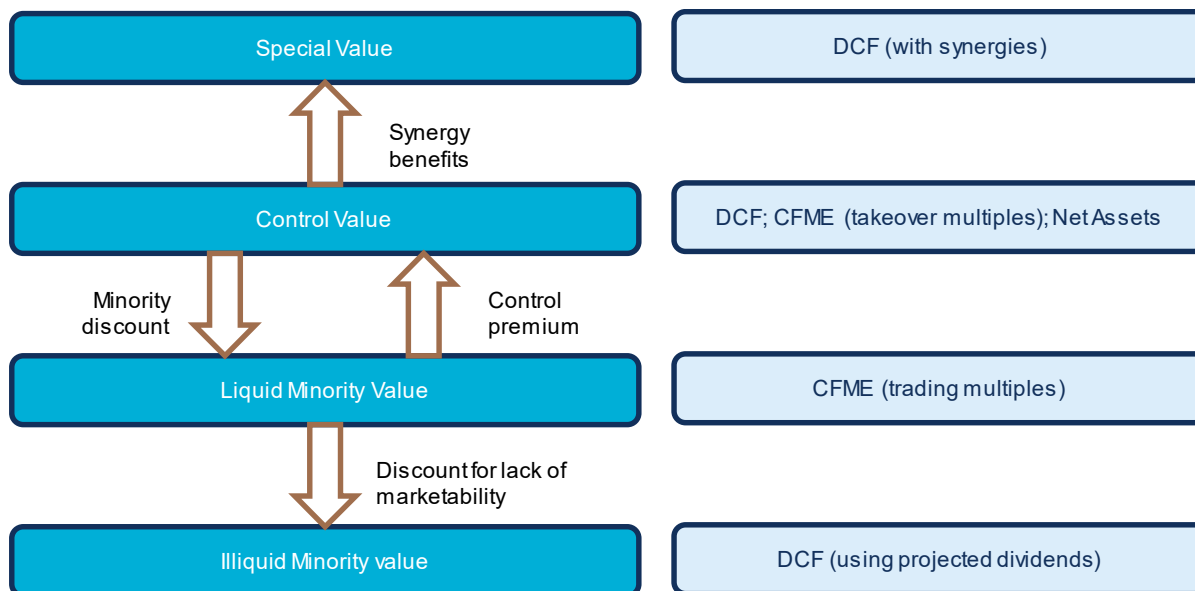 Special Value
DCF (with synergies)
Synergy
benefits
Control Value
DCF; CFME (takeover multiples); Net Assets
Minority
discount
Control
premium
Liquid Minority Value
CFME (trading multiples)
Discount for lack of
marketability
Illiquid Minority value
DCF (using projected dividends)